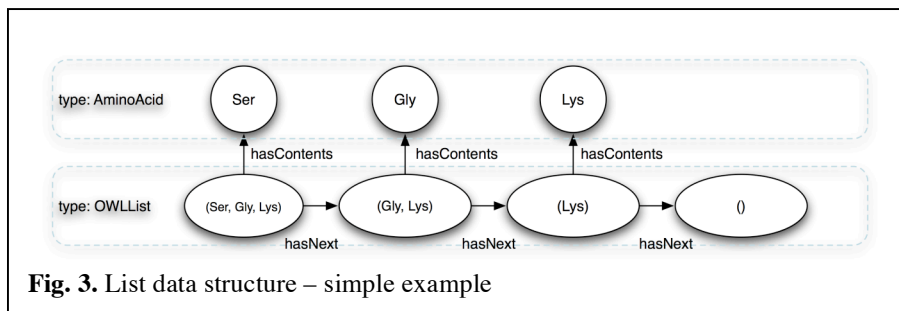 type: AminoAcid Ser Gly Lys
hasContents hasContents hasContents
type: OWLList (Ser, Gly, Lys) (Gly, Lys) (Lys) ()
hasNext hasNext hasNext
Fig. 3. List data structure – simple example